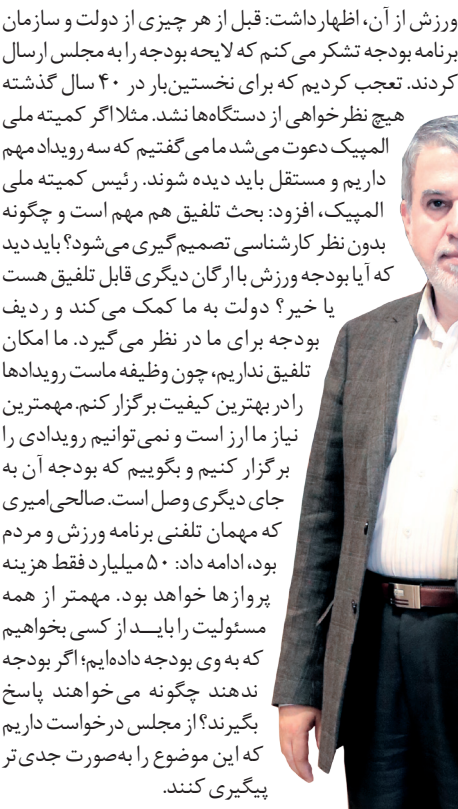 ورزش از آن، اظهار داشت: قبل از هر چیزی از دولت و سازمان
برنامه بودجه تشکر می‌کنم که لایحه بودجه را به مجلس ارسال
کردند. تعجب کردیم که برای نخستین‌بار در ۴۰ سال گذشته
هیچ نظرخواهی از دستگاه‌ها نشد. مثلا اگر کمیته ملی
المپیک دعوت می‌شد ما می‌گفتیم که سه رویداد مهم
داریم و مستقل باید دیده شوند. رئیس کمیته ملی
المپیک، افزود: بحث تلفیق هم مهم است و چگونه
بدون نظر کارشناسی تصمیم‌گیری می‌شود؟ باید دید
که آیا بودجه ورزش با ارگان دیگری قابل تلفیق هست
یا خیر؟ دولت به ما کمک می‌کند و ردیف
بودجه برای ما در نظر می‌گیرد. ما امکان
تلفیق نداریم، چون وظیفه ماست رویدادها
را در بهترین کیفیت برگزار کنم. مهمترین
نیاز ما ارز است و نمی‌توانیم رویدادی را
برگزار کنیم و بگوییم که بودجه آن به
جای دیگری وصل است. صالحی‌امیری
که مهمان تلفنی برنامه ورزش و مردم
بود، ادامه داد: ۵۰ میلیارد فقط هزینه
پروازها خواهد بود. مهمتر از همه
مسئولیت را بایـــد از کسی بخواهیم
که به وی بودجه داده‌ایم؛ اگر بودجه
ندهند چگونه می‌خواهند پاسخ
بگیرند؟ از مجلس درخواست داریم
که این موضوع را به‌صورت جدی‌تر
پیگیری کنند.